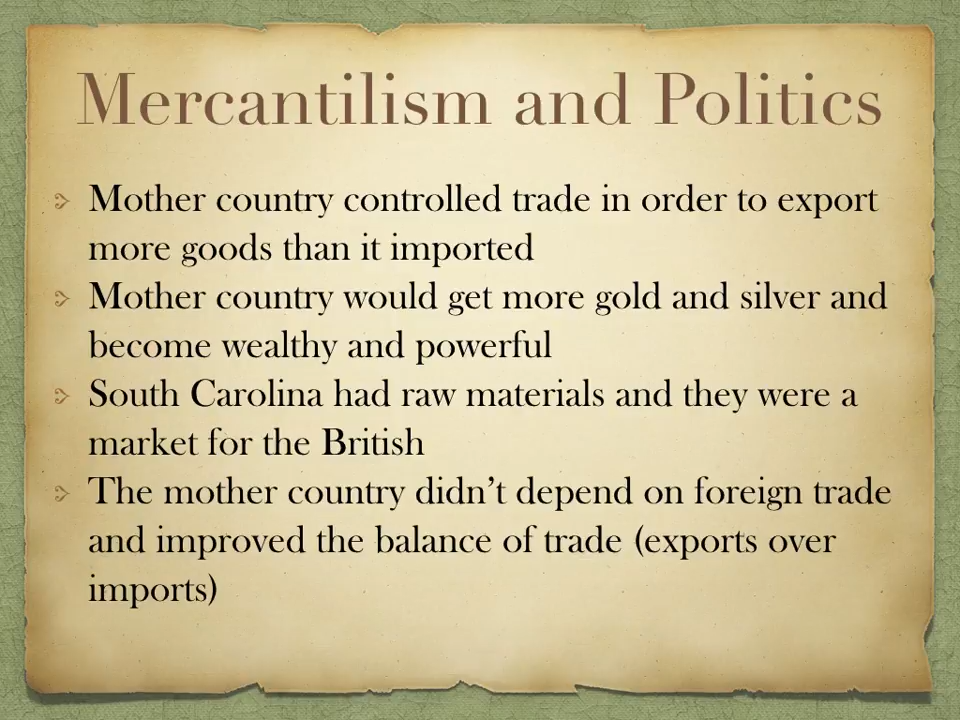 Mercantilism and Politics
Mother country controlled trade in order to export
more goods than it imported
Mother country would get more gold and silver and
become wealthy and powerful
South Carolina had raw materials and they were a
market for the British
The mother country didn’t depend on foreign trade
and improved the balance of trade (exports over
imports)